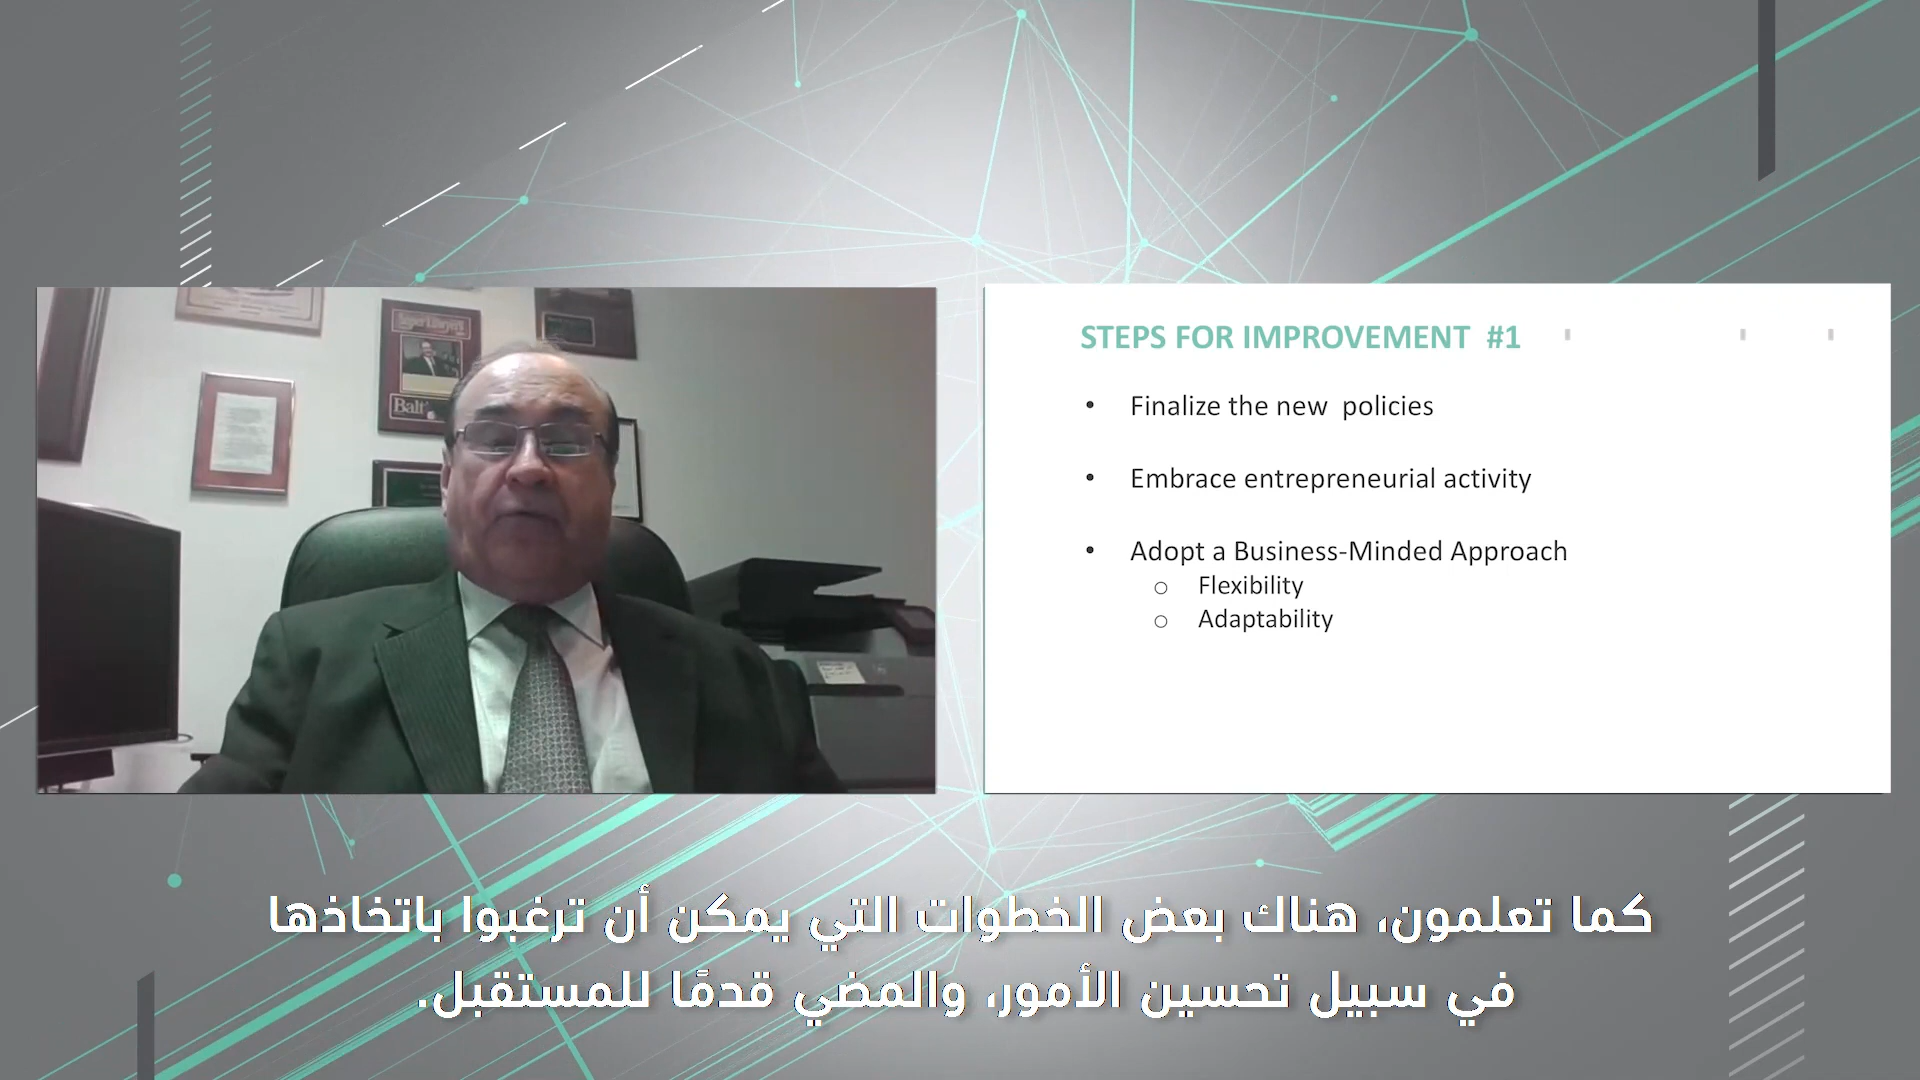 Balt
STEPS FOR IMPROVEMENT #1
• Finalize the new policies
• Embrace entrepreneurial activity
• Adopt a Business-Minded Approach
○ Flexibility
○ Adaptability
كما تعلمون، هناك بعض الخطوات التي يمكن أن ترغبوا باتخاذها
في سبيل تحسين الأمور، والمضي قدمًا للمستقبل.